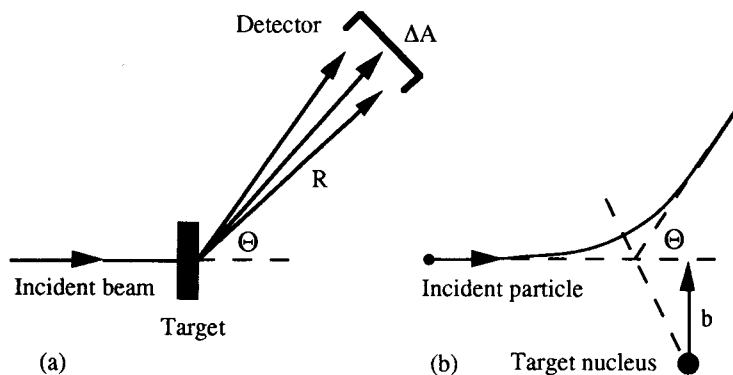 Detector
ΔA
R
Θ
Incident beam
Target
(a)
Θ
Incident particle
b
(b)
Target nucleus